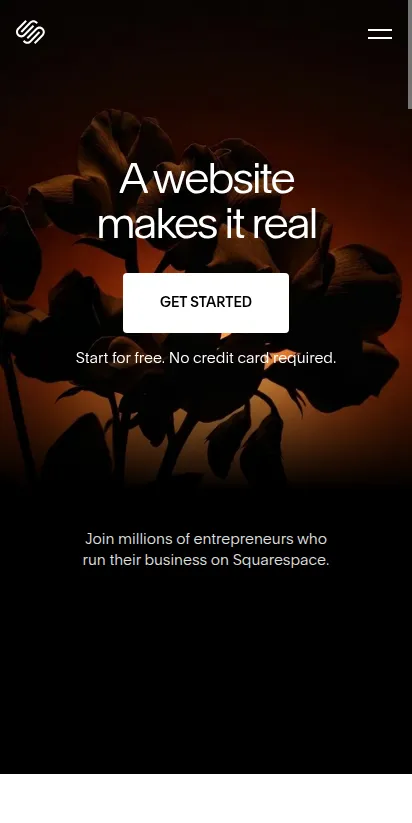 A website
makes it real
GET STARTED
Start for free. No credit card required.
Join millions of entrepreneurs who
run their business on Squarespace.